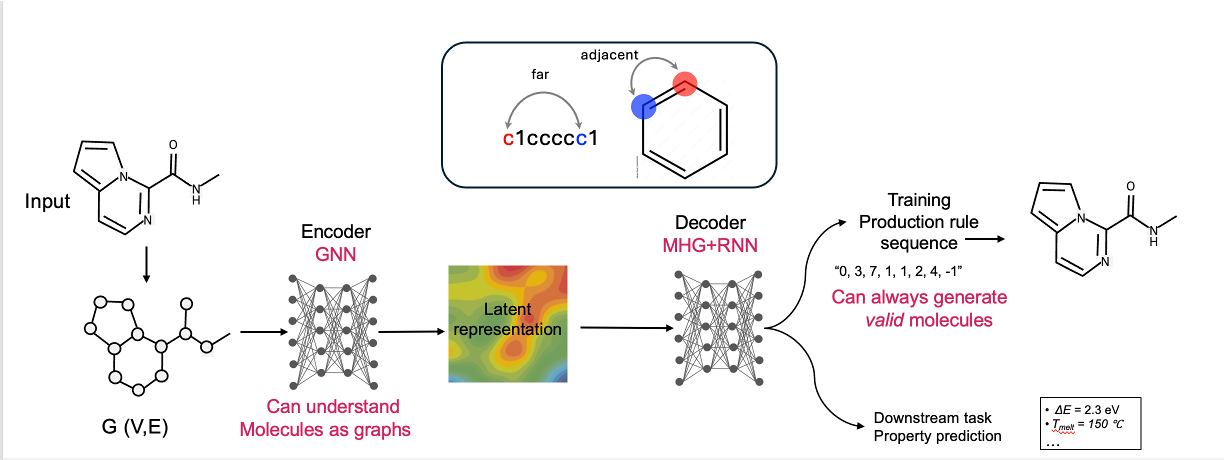 adjacent
far
c1ccccc1
Input
N
O
N
H
N
G (V,E)
Encoder
GNN
Can understand
Molecules as graphs
Latent
representation
Decoder
MHG+RNN
Training
Production rule
sequence
“0, 3, 7, 1, 1, 2, 4, -1”
Can always generate
valid molecules
N
O
N
H
N
Downstream task
Property prediction
• ΔE = 2.3 eV
• Tmelt = 150 ℃
…